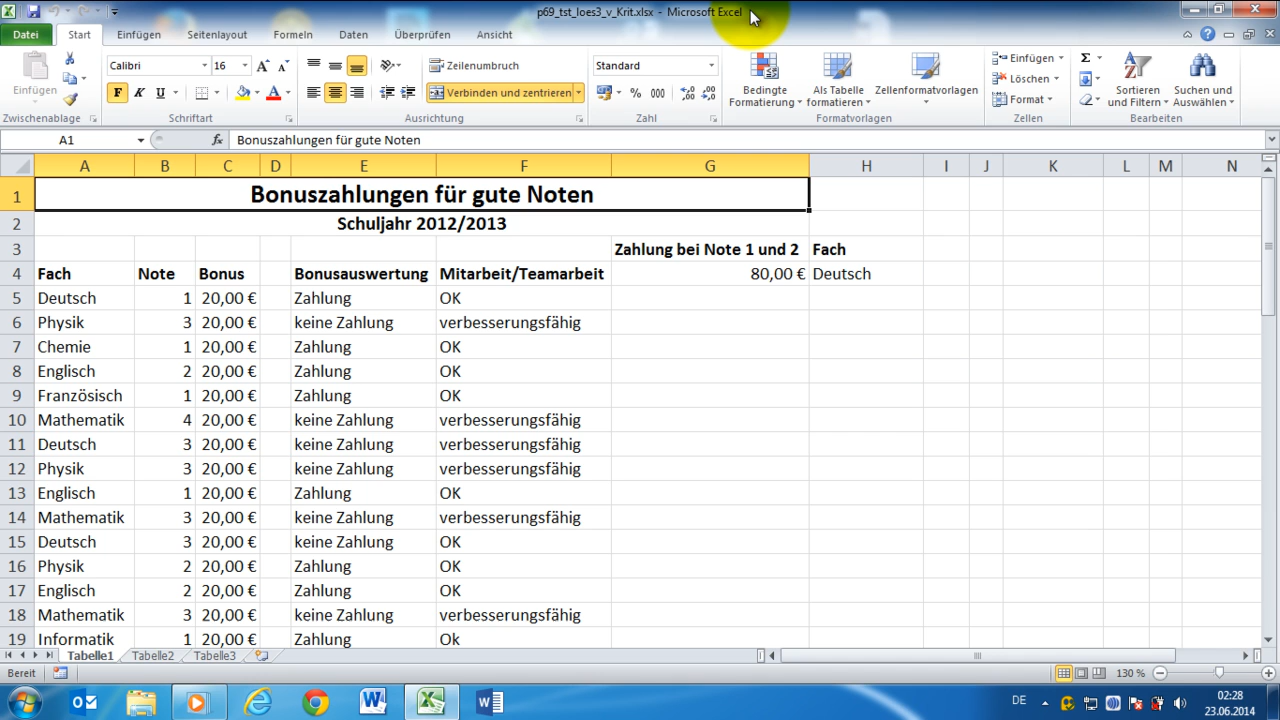 p69_tst_loes3_v_Krit.xlsx - Microsoft Excel
Datei Start Einfügen Seitenlayout Formeln Daten Überprüfen Ansicht
Einfügen
Zwischenablage
Calibri 16
F K U
Schriftart
Zeilenumbruch
Verbinden und zentrieren
Ausrichtung
Standard
% 000
Zahl
Bedingte Formatierung
Als Tabelle formatieren
Zellenformatvorlagen
Formatvorlagen
Einfügen
Löschen
Format
Zellen
Sortieren und Filtern
Suchen und Auswählen
Bearbeiten
A1 fx Bonuszahlungen für gute Noten
A B C D E F G H I J K L M N
1 Bonuszahlungen für gute Noten
2 Schuljahr 2012/2013
3 Zahlung bei Note 1 und 2 Fach
4 Fach Note Bonus Bonusauswertung Mitarbeit/Teamarbeit 80,00 € Deutsch
5 Deutsch 1 20,00 € Zahlung OK
6 Physik 3 20,00 € keine Zahlung verbesserungsfähig
7 Chemie 1 20,00 € Zahlung OK
8 Englisch 2 20,00 € Zahlung OK
9 Französisch 1 20,00 € Zahlung OK
10 Mathematik 4 20,00 € keine Zahlung verbesserungsfähig
11 Deutsch 3 20,00 € keine Zahlung verbesserungsfähig
12 Physik 3 20,00 € keine Zahlung verbesserungsfähig
13 Englisch 1 20,00 € Zahlung OK
14 Mathematik 3 20,00 € keine Zahlung verbesserungsfähig
15 Deutsch 3 20,00 € keine Zahlung OK
16 Physik 2 20,00 € Zahlung OK
17 Englisch 2 20,00 € Zahlung OK
18 Mathematik 3 20,00 € keine Zahlung verbesserungsfähig
19 Informatik 1 20,00 € Zahlung Ok
Tabelle1 Tabelle2 Tabelle3
Bereit 130 %
DE 02:28
23.06.2014